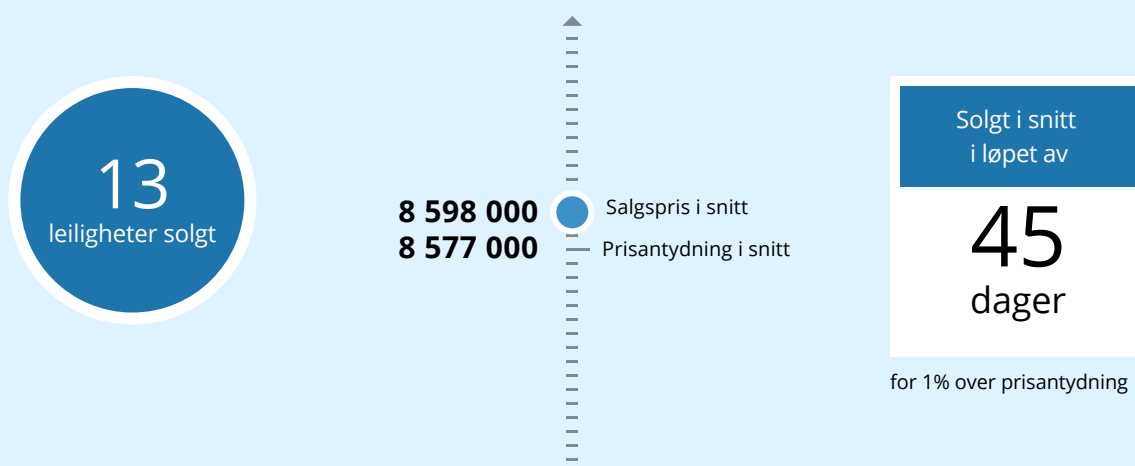 13
leiligheter solgt
8 598 000
Salgspris i snitt
8 577 000
Prisantydning i snitt
Solgt i snitt
i løpet av
45
dager
for 1% over prisantydning